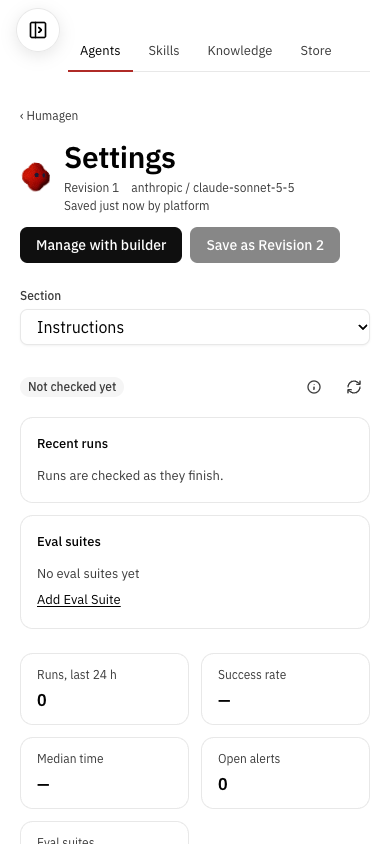 Agents
Skills
Knowledge
Store
‹ Humagen
Settings
Revision 1 anthropic / claude-sonnet-5-5
Saved just now by platform
Manage with builder
Save as Revision 2
Section
Instructions
Not checked yet
Recent runs
Runs are checked as they finish.
Eval suites
No eval suites yet
Add Eval Suite
Runs, last 24 h
0
Success rate
—
Median time
—
Open alerts
0
Eval suites